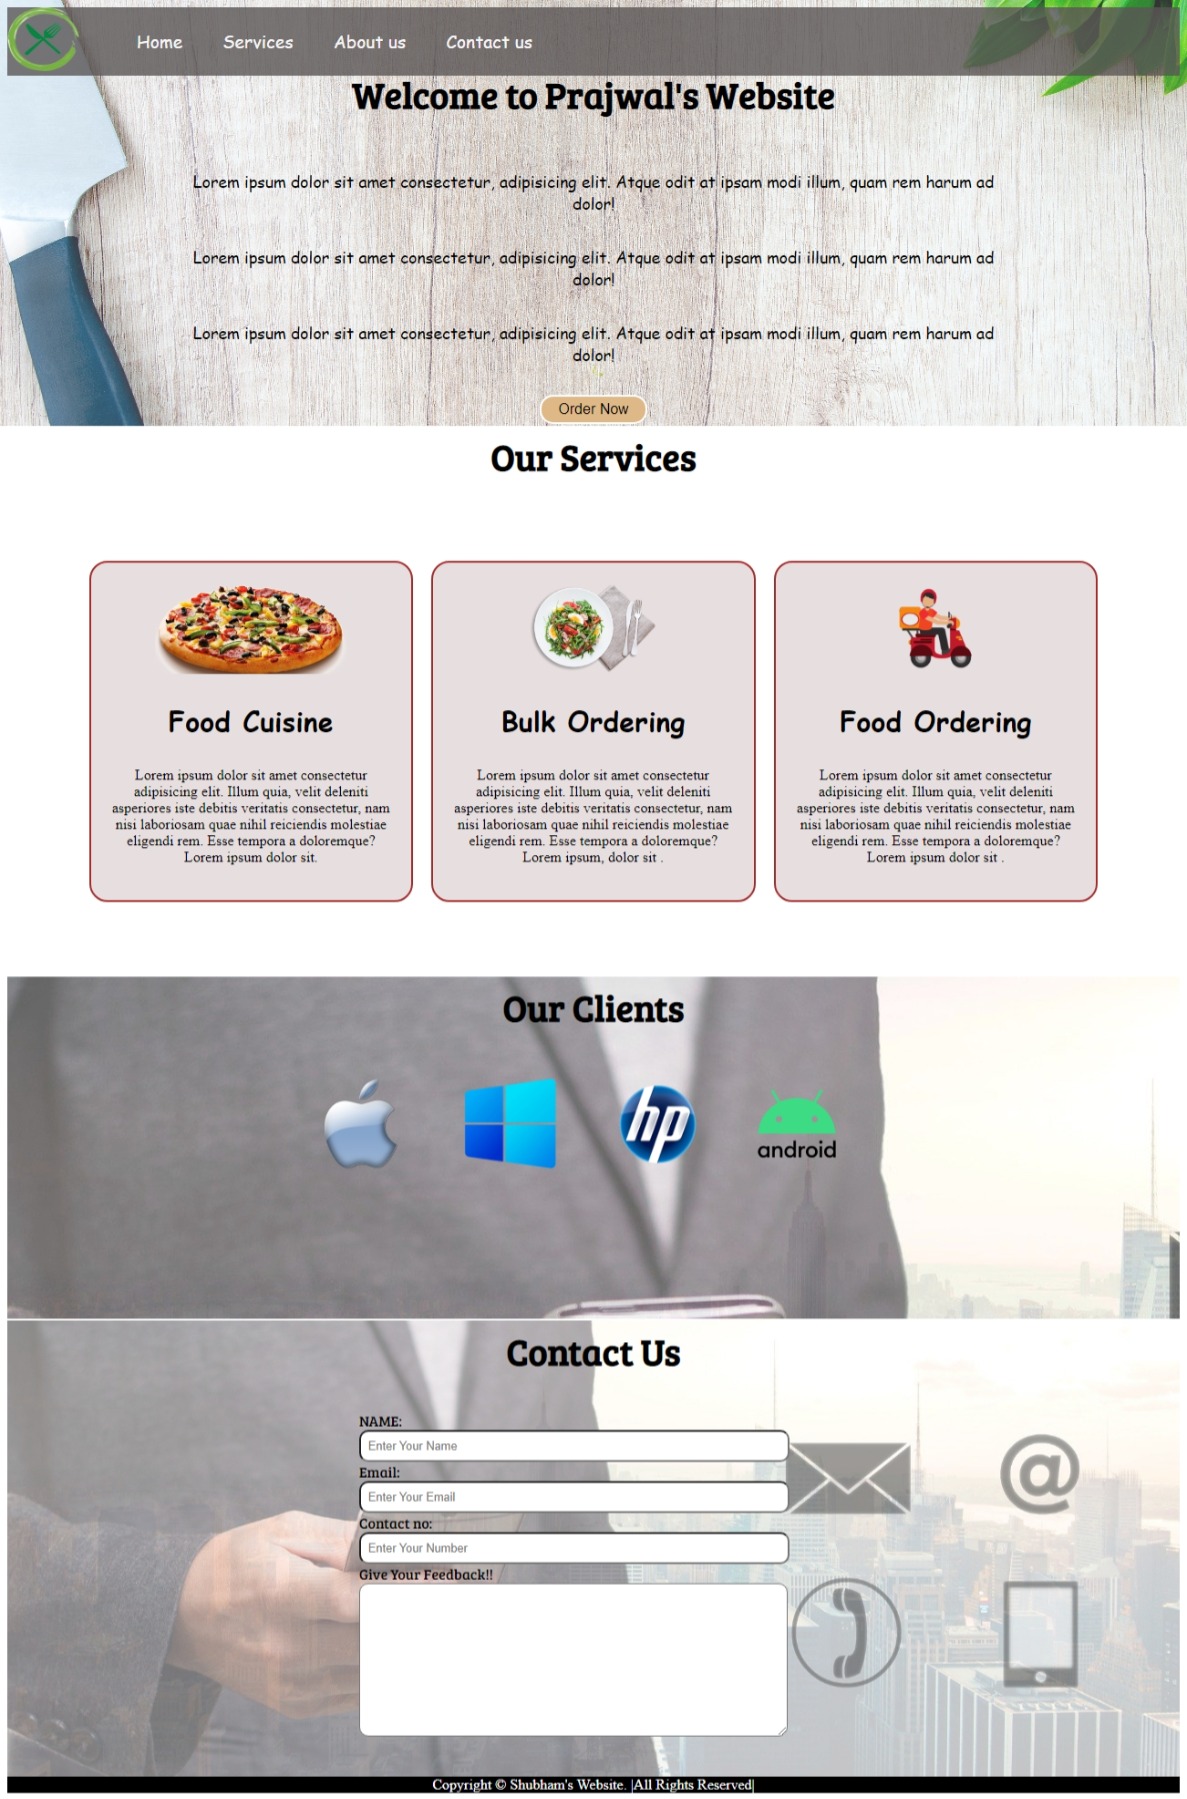 Home Services About us Contact us
Welcome to Prajwal's Website
Lorem ipsum dolor sit amet consectetur, adipisicing elit. Atque odit at ipsam modi illum, quam rem harum ad
dolor!
Lorem ipsum dolor sit amet consectetur, adipisicing elit. Atque odit at ipsam modi illum, quam rem harum ad
dolor!
Lorem ipsum dolor sit amet consectetur, adipisicing elit. Atque odit at ipsam modi illum, quam rem harum ad
dolor!
Order Now
Our Services
Food Cuisine
Lorem ipsum dolor sit amet consectetur
adipisicing elit. Illum quia, velit deleniti
asperiores iste debitis veritatis consectetur, nam
nisi laboriosam quae nihil reiciendis molestiae
eligendi rem. Esse tempora a doloremque?
Lorem ipsum dolor sit.
Bulk Ordering
Lorem ipsum dolor sit amet consectetur
adipisicing elit. Illum quia, velit deleniti
asperiores iste debitis veritatis consectetur, nam
nisi laboriosam quae nihil reiciendis molestiae
eligendi rem. Esse tempora a doloremque?
Lorem ipsum, dolor sit .
Food Ordering
Lorem ipsum dolor sit amet consectetur
adipisicing elit. Illum quia, velit deleniti
asperiores iste debitis veritatis consectetur, nam
nisi laboriosam quae nihil reiciendis molestiae
eligendi rem. Esse tempora a doloremque?
Lorem ipsum dolor sit .
Our Clients
hp
android
Contact Us
NAME:
Enter Your Name
Email:
Enter Your Email
Contact no:
Enter Your Number
Give Your Feedback!!
@
Copyright © Shubham's Website. |All Rights Reserved|